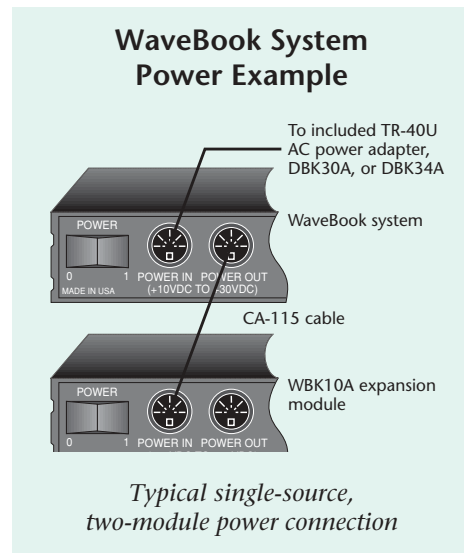 WaveBook System
Power Example
To included TR-40U
AC power adapter,
DBK30A, or DBK34A
WaveBook system
POWER
0 1 POWER IN POWER OUT
MADE IN USA (+10VDC TO +30VDC)
CA-115 cable
WBK10A expansion
module
POWER
0 1 POWER IN POWER OUT
Typical single-source,
two-module power connection